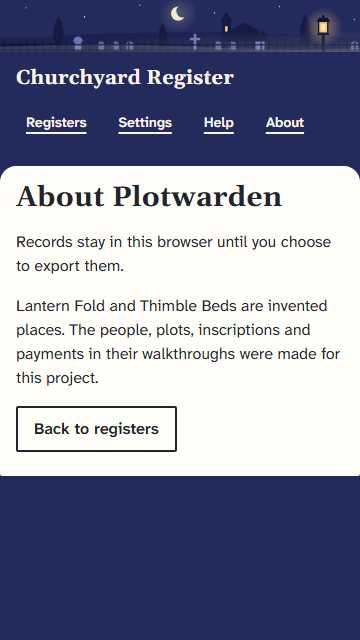 Churchyard Register
Registers Settings Help About
About Plotwarden
Records stay in this browser until you choose
to export them.
Lantern Fold and Thimble Beds are invented
places. The people, plots, inscriptions and
payments in their walkthroughs were made for
this project.
Back to registers